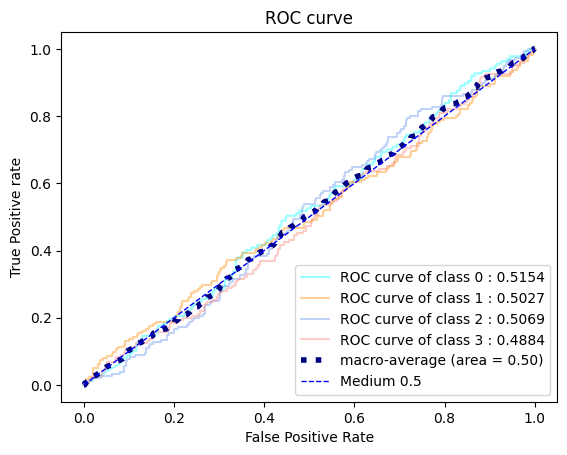 ROC curve
True Positive rate
1.0
0.8
0.6
0.4
0.2
0.0
ROC curve of class 0 : 0.5154
ROC curve of class 1 : 0.5027
ROC curve of class 2 : 0.5069
ROC curve of class 3 : 0.4884
macro-average (area = 0.50)
Medium 0.5
0.0 0.2 0.4 0.6 0.8 1.0
False Positive Rate